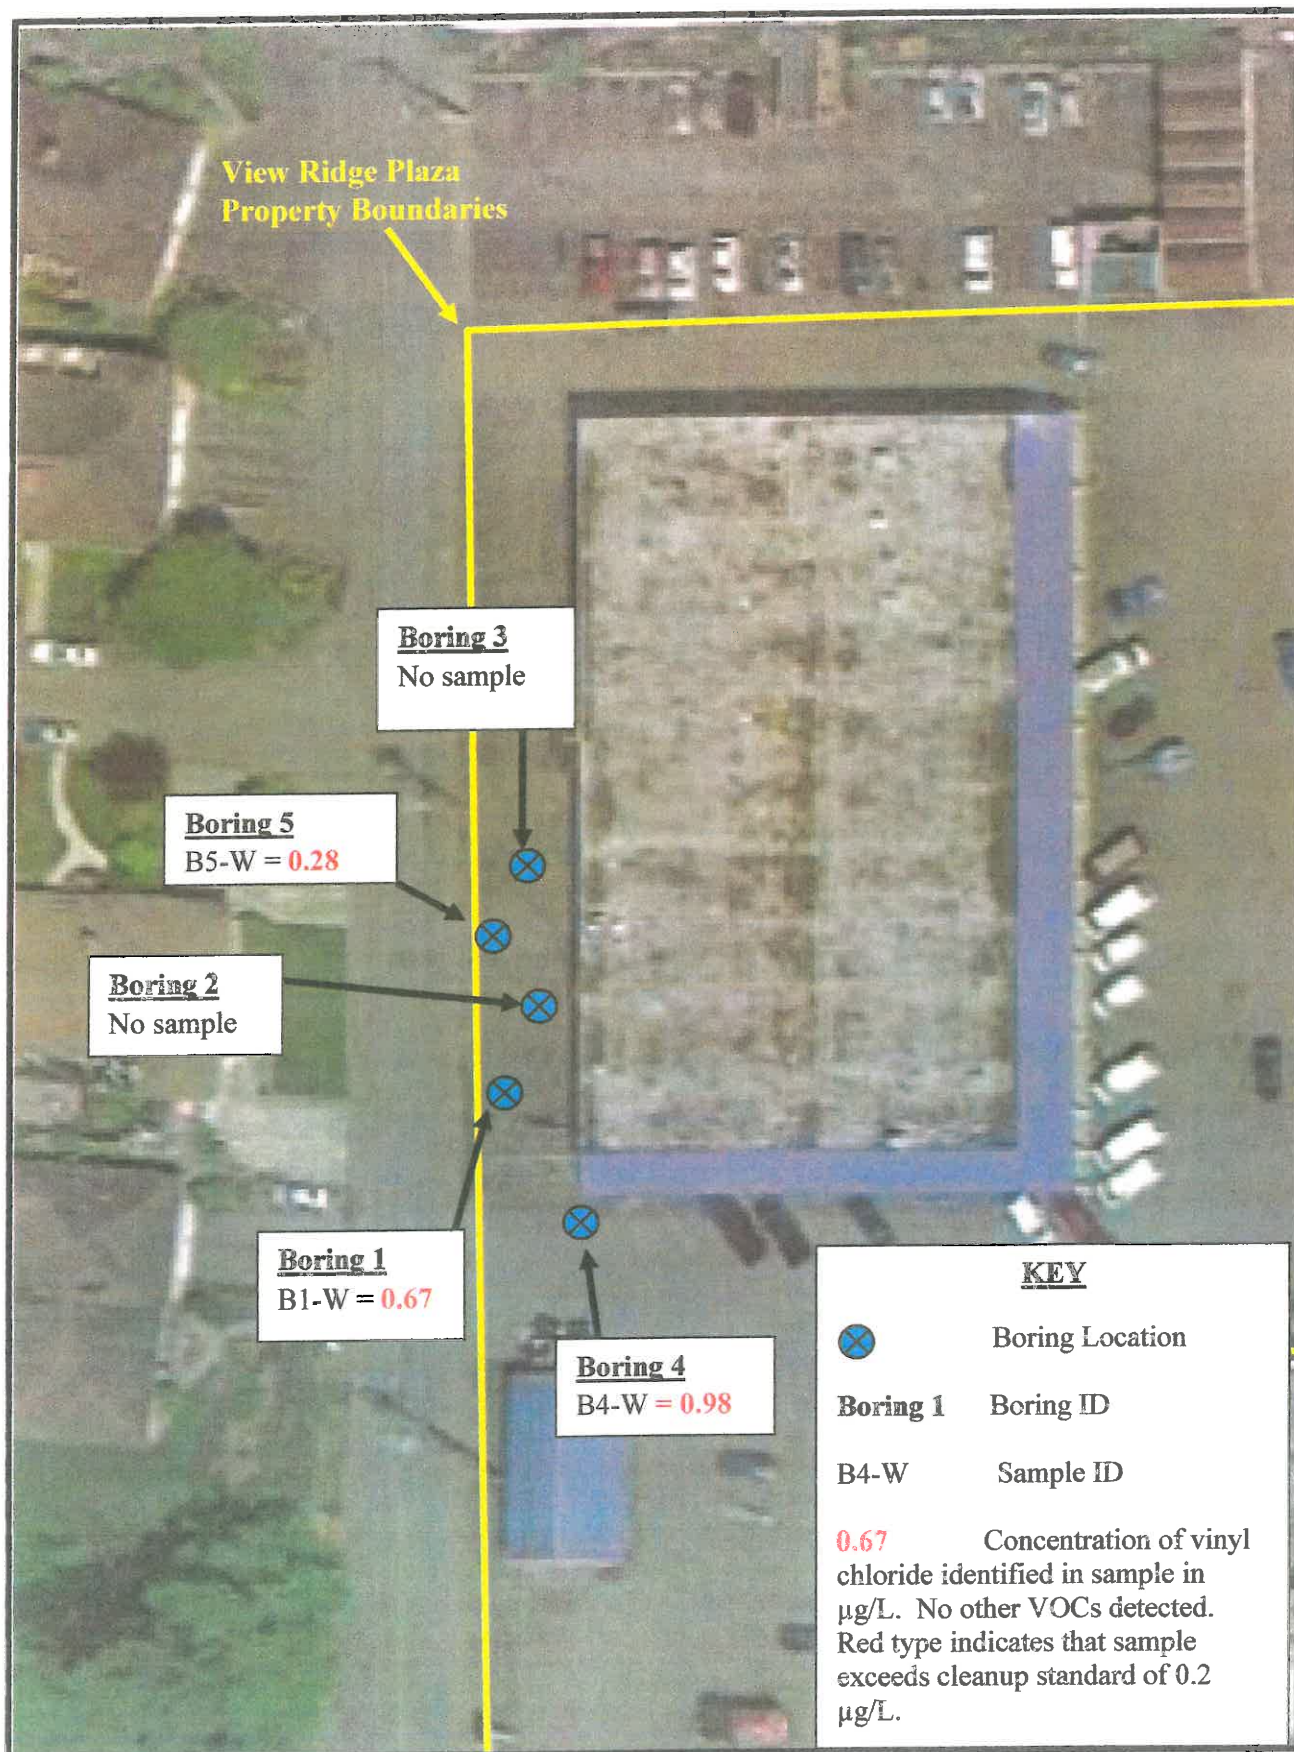 View Ridge Plaza
Property Boundaries
Boring 3
No sample
Boring 5
B5-W = 0.28
Boring 2
No sample
Boring 1
B1-W = 0.67
Boring 4
B4-W = 0.98
KEY
Boring Location
Boring 1 Boring ID
B4-W Sample ID
0.67 Concentration of vinyl
chloride identified in sample in
µg/L. No other VOCs detected.
Red type indicates that sample
exceeds cleanup standard of 0.2
µg/L.